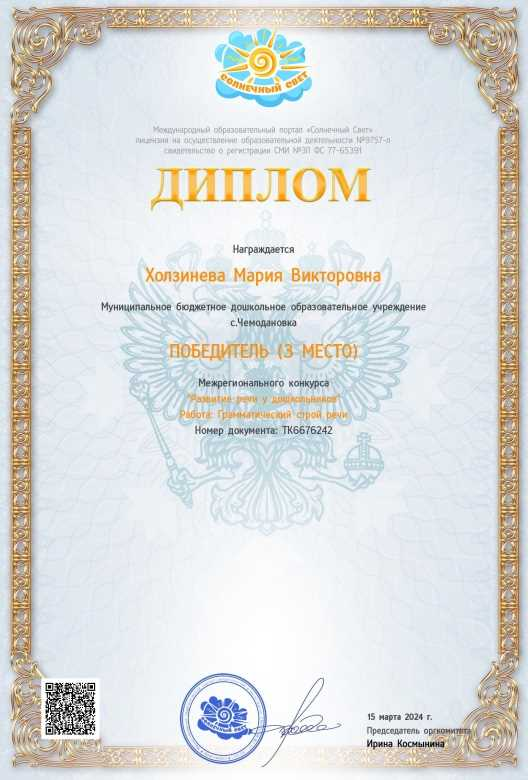 СОЛНЕЧНЫЙ СВЕТ
Международный образовательный портал «Солнечный Свет»
лицензия на осуществление образовательной деятельности №9757-л
свидетельство о регистрации СМИ №ЭЛ ФС 77-65391
ДИПЛОМ
Награждается
Холзинева Мария Викторовна
Муниципальное бюджетное дошкольное образовательное учреждение
с.Чемодановка
ПОБЕДИТЕЛЬ (3 МЕСТО)
Межрегионального конкурса
"Развитие речи у дошкольников"
Работа: Грамматический строй речи
Номер документа: ТК6676242
СОЛНЕЧНЫЙ СВЕТ
15 марта 2024 г.
Председатель оргкомитета
Ирина Космынина